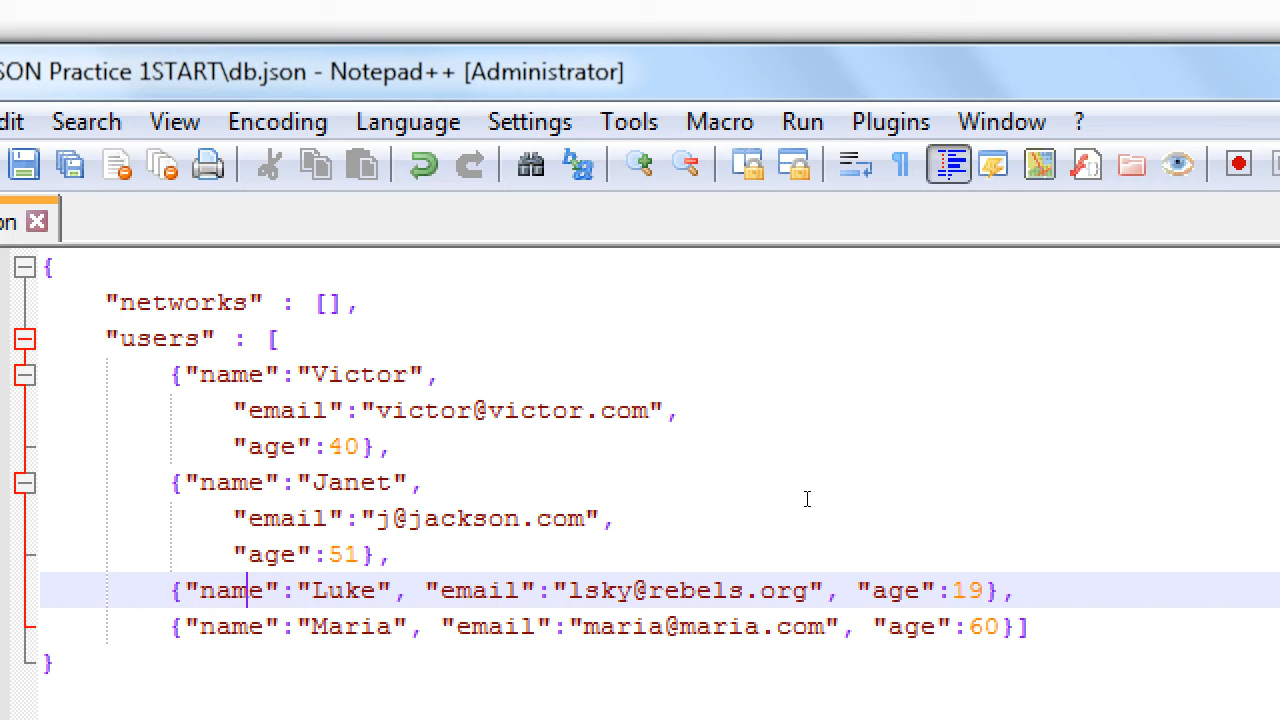 SON Practice 1START\db.json - Notepad++ [Administrator]
dit Search View Encoding Language Settings Tools Macro Run Plugins Window ?
on
{
"networks" : [],
"users" : [
{"name":"Victor",
"email":"victor@victor.com",
"age":40},
{"name":"Janet",
"email":"j@jackson.com",
"age":51},
{"name":"Luke", "email":"lsky@rebels.org", "age":19},
{"name":"Maria", "email":"maria@maria.com", "age":60}]
}